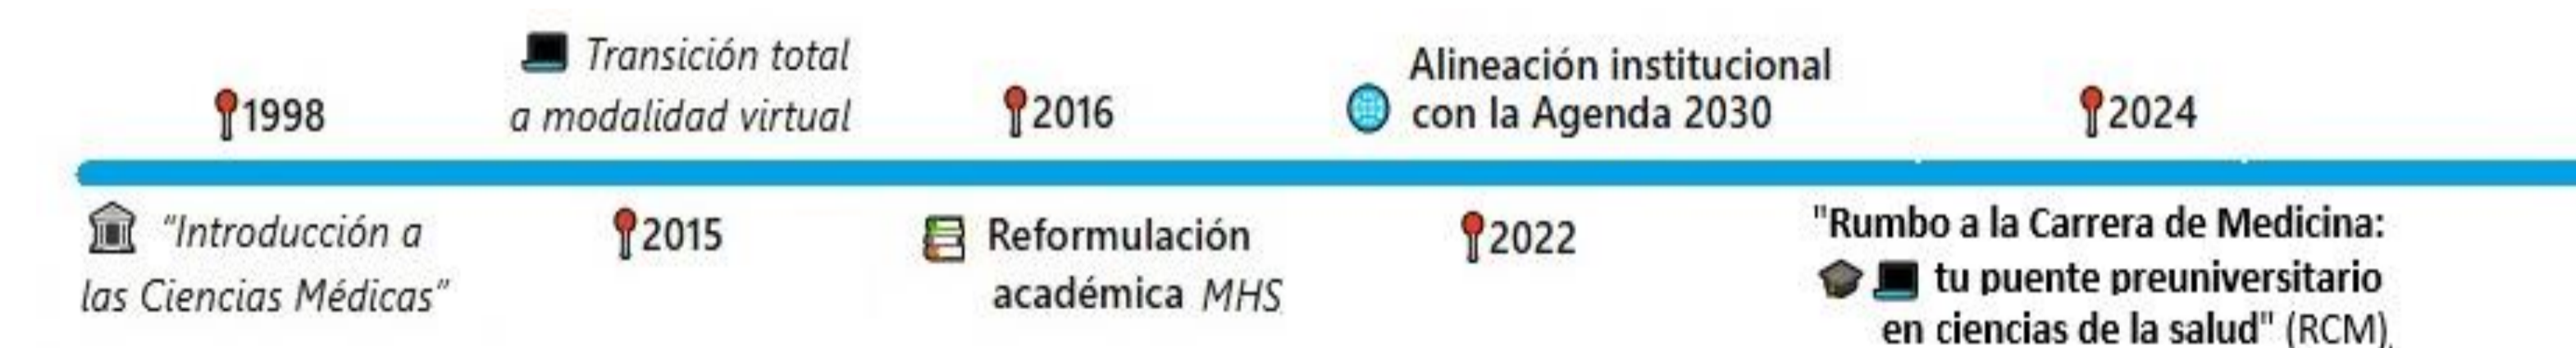 1998
"Introducción a
las Ciencias Médicas"
Transición total
a modalidad virtual
2015
2016
Reformulación
académica MHS
Alineación institucional
con la Agenda 2030
2022
2024
"Rumbo a la Carrera de Medicina:
tu puente preuniversitario
en ciencias de la salud" (RCM)